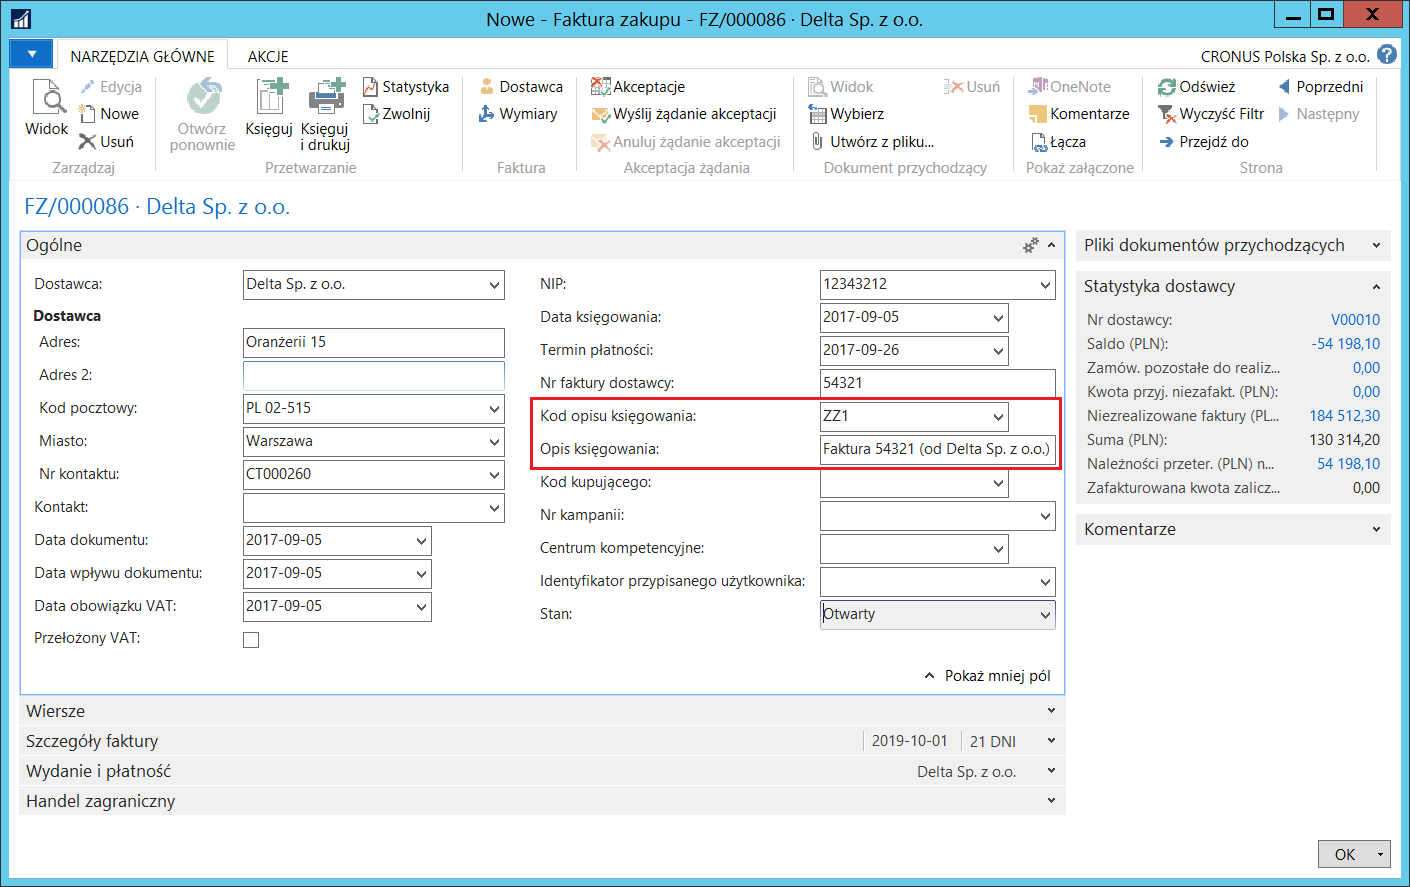 Nowe - Faktura zakupu - FZ/000086 · Delta Sp. z o.o.
NARZĘDZIA GŁÓWNE
AKCJE
CRONUS Polska Sp. z o.o.
Widok
Edycja
Nowe
Usuń
Zarządzaj
Otwórz
ponownie
Księguj
Księguj
i drukuj
Statystyka
Zwolnij
Przetwarzanie
Dostawca
Wymiary
Faktura
Akceptacje
Wyślij żądanie akceptacji
Anuluj żądanie akceptacji
Akceptacja żądania
Widok
Usuń
Wybierz
Utwórz z pliku...
Dokument przychodzący
OneNote
Komentarze
Łącza
Pokaż załączone
Odśwież
Wyczyść Filtr
Przejdź do
Poprzedni
Następny
Strona
FZ/000086 · Delta Sp. z o.o.
Ogólne
Dostawca: Delta Sp. z o.o.
Dostawca
Adres: Oranżerii 15
Adres 2:
Kod pocztowy: PL 02-515
Miasto: Warszawa
Nr kontaktu: CT000260
Kontakt:
Data dokumentu: 2017-09-05
Data wpływu dokumentu: 2017-09-05
Data obowiązku VAT: 2017-09-05
Przełożony VAT:
NIP: 12343212
Data księgowania: 2017-09-05
Termin płatności: 2017-09-26
Nr faktury dostawcy: 54321
Kod opisu księgowania: ZZ1
Opis księgowania: Faktura 54321 (od Delta Sp. z o.o.)
Kod kupującego:
Nr kampanii:
Centrum kompetencyjne:
Identyfikator przypisanego użytkownika:
Stan: Otwarty
Pokaż mniej pól
Wiersze
Szczegóły faktury 2019-10-01 21 DNI
Wydanie i płatność Delta Sp. z o.o.
Handel zagraniczny
Pliki dokumentów przychodzących
Statystyka dostawcy
Nr dostawcy: V00010
Saldo (PLN): -54 198,10
Zamów. pozostałe do realiz... 0,00
Kwota przyj. niezafakt. (PLN): 0,00
Niezrealizowane faktury (PL... 184 512,30
Suma (PLN): 130 314,20
Należności przeter. (PLN) n... 54 198,10
Zafakturowana kwota zalicz... 0,00
Komentarze
OK